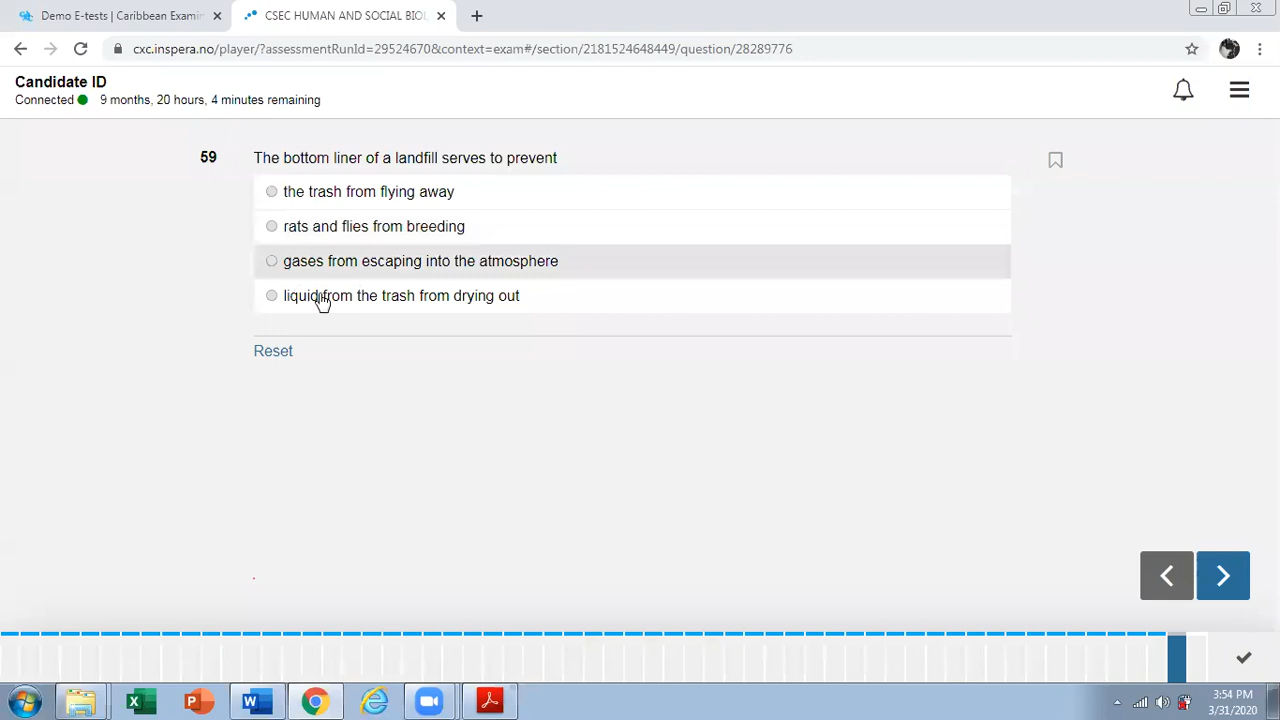 Demo E-tests | Caribbean Examin
CSEC HUMAN AND SOCIAL BIOL
cxc.inspera.no/player/?assessmentRunId=29524670&context=exam#/section/2181524648449/question/28289776
Candidate ID
Connected 9 months, 20 hours, 4 minutes remaining
59 The bottom liner of a landfill serves to prevent
the trash from flying away
rats and flies from breeding
gases from escaping into the atmosphere
liquid from the trash from drying out
Reset
3:54 PM
3/31/2020